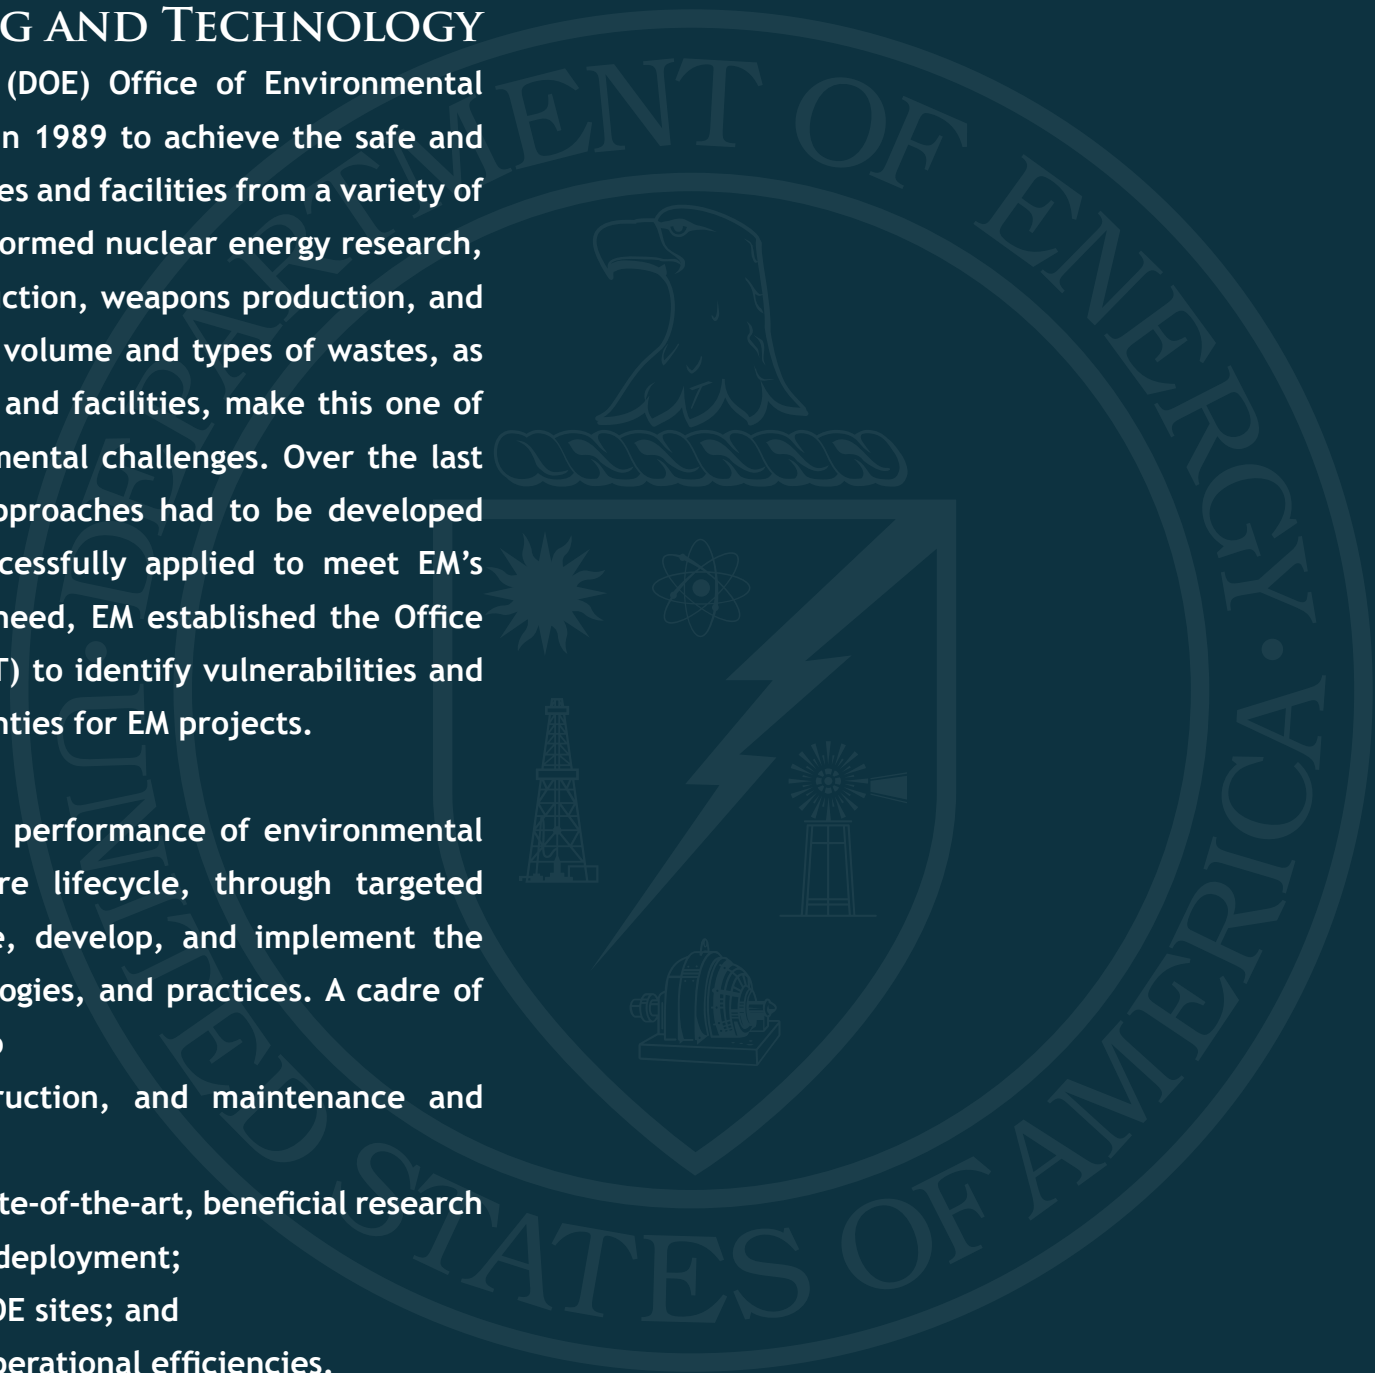 G AND TECHNOLOGY
(DOE) Office of Environmental
n 1989 to achieve the safe and
es and facilities from a variety of
ormed nuclear energy research,
ction, weapons production, and
volume and types of wastes, as
and facilities, make this one of
mental challenges. Over the last
pproaches had to be developed
cessfully applied to meet EM’s
need, EM established the Office
T) to identify vulnerabilities and
nties for EM projects.
performance of environmental
re lifecycle, through targeted
e, develop, and implement the
ogies, and practices. A cadre of
o
ruction, and maintenance and
te-of-the-art, beneficial research
deployment;
OE sites; and
perational efficiencies.
DEPARTMENT OF ENERGY
UNITED STATES OF AMERICA